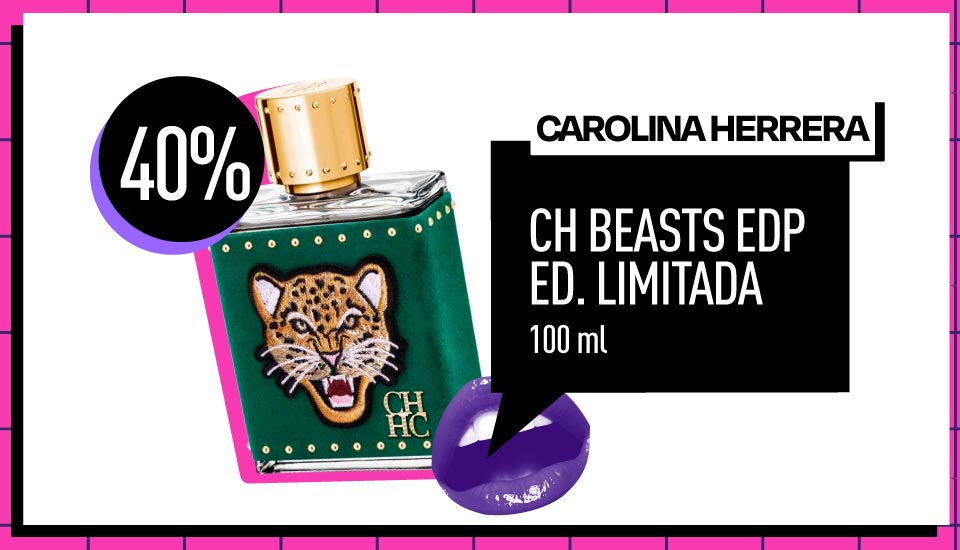 40%
CAROLINA HERRERA
CH BEASTS EDP
ED. LIMITADA
100 ml
CH
HC